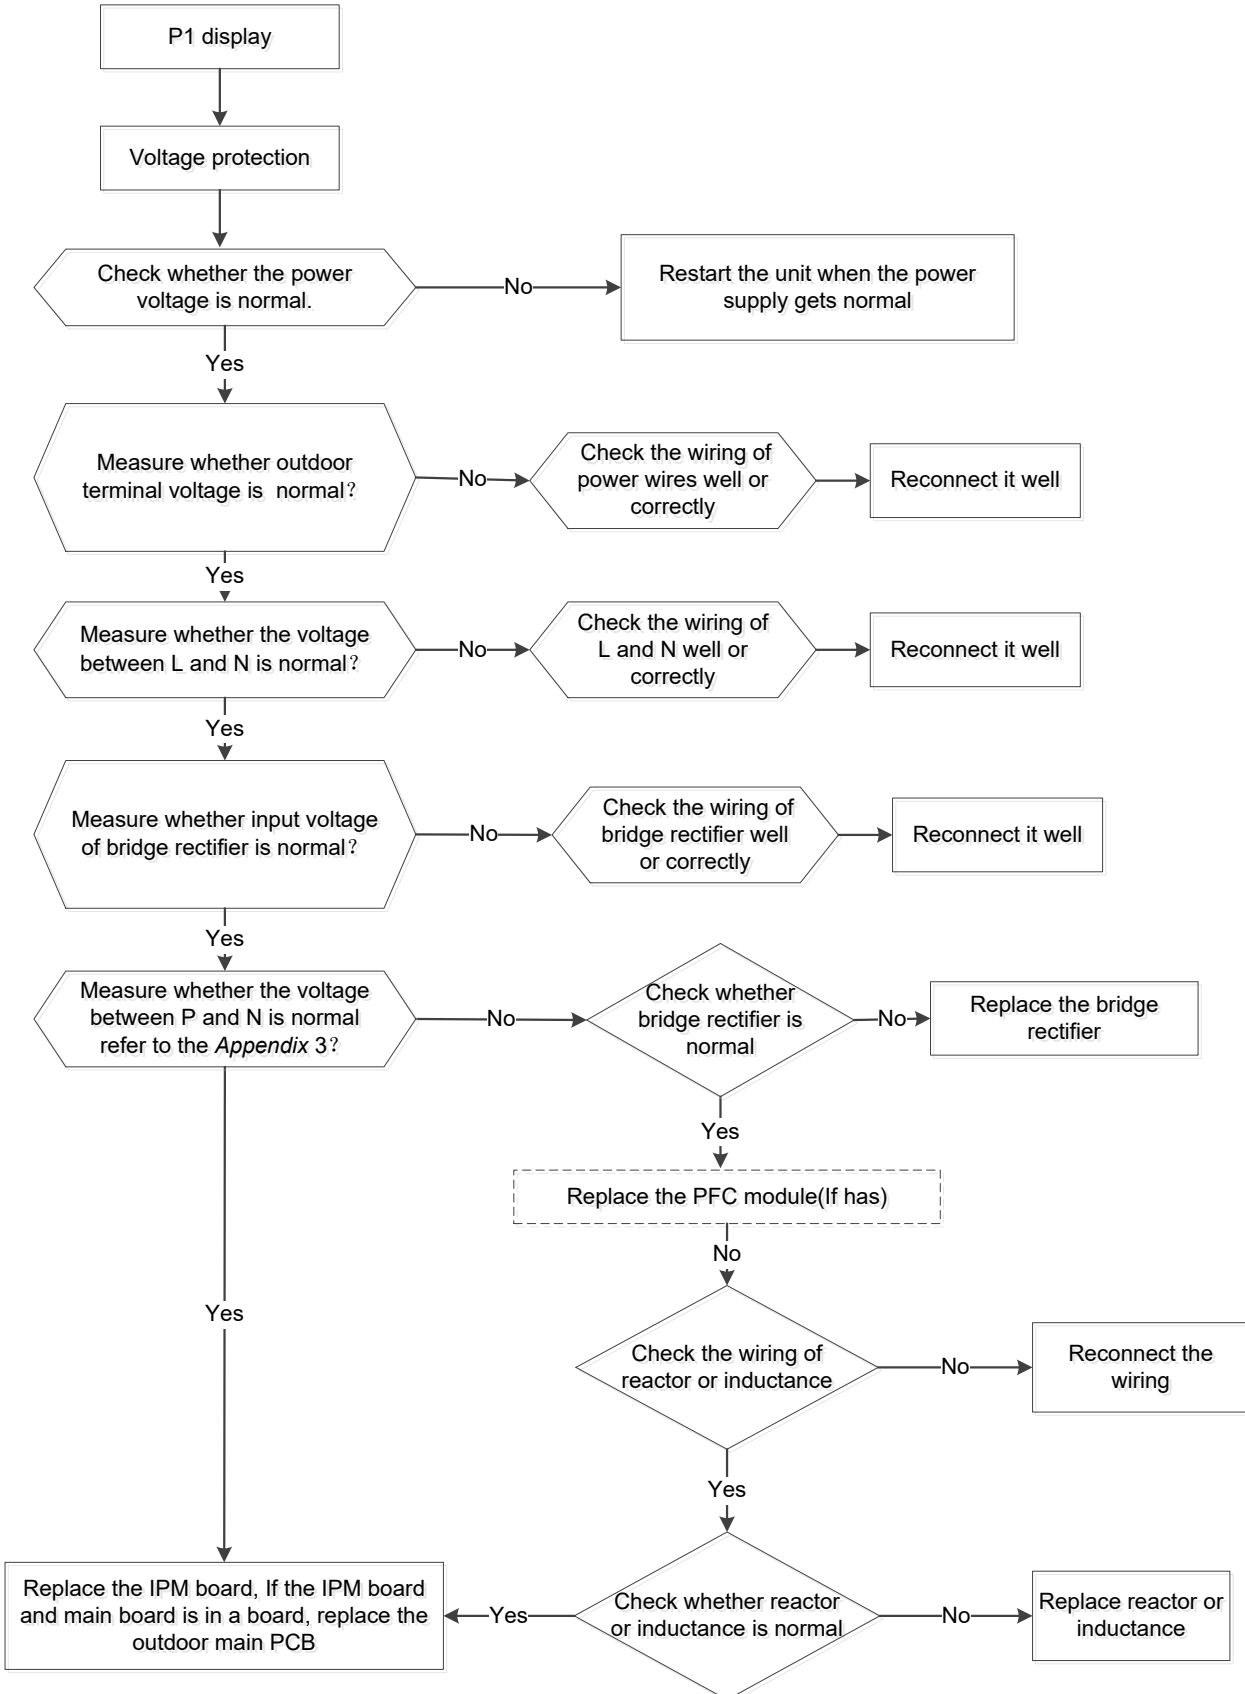 P1 display
Voltage protection
Check whether the power
voltage is normal.
No
Restart the unit when the power
supply gets normal
Yes
Measure whether outdoor
terminal voltage is normal?
No
Check the wiring of
power wires well or
correctly
Reconnect it well
Yes
Measure whether the voltage
between L and N is normal?
No
Check the wiring of
L and N well or
correctly
Reconnect it well
Yes
Measure whether input voltage
of bridge rectifier is normal?
No
Check the wiring of
bridge rectifier well
or correctly
Reconnect it well
Yes
Measure whether the voltage
between P and N is normal
refer to the Appendix 3?
No
Check whether
bridge rectifier is
normal
No
Replace the bridge
rectifier
Yes
Replace the PFC module(If has)
No
Yes
Check the wiring of
reactor or inductance
No
Reconnect the
wiring
Yes
Replace the IPM board, If the IPM board
and main board is in a board, replace the
outdoor main PCB
Yes
Check whether reactor
or inductance is normal
No
Replace reactor or
inductance